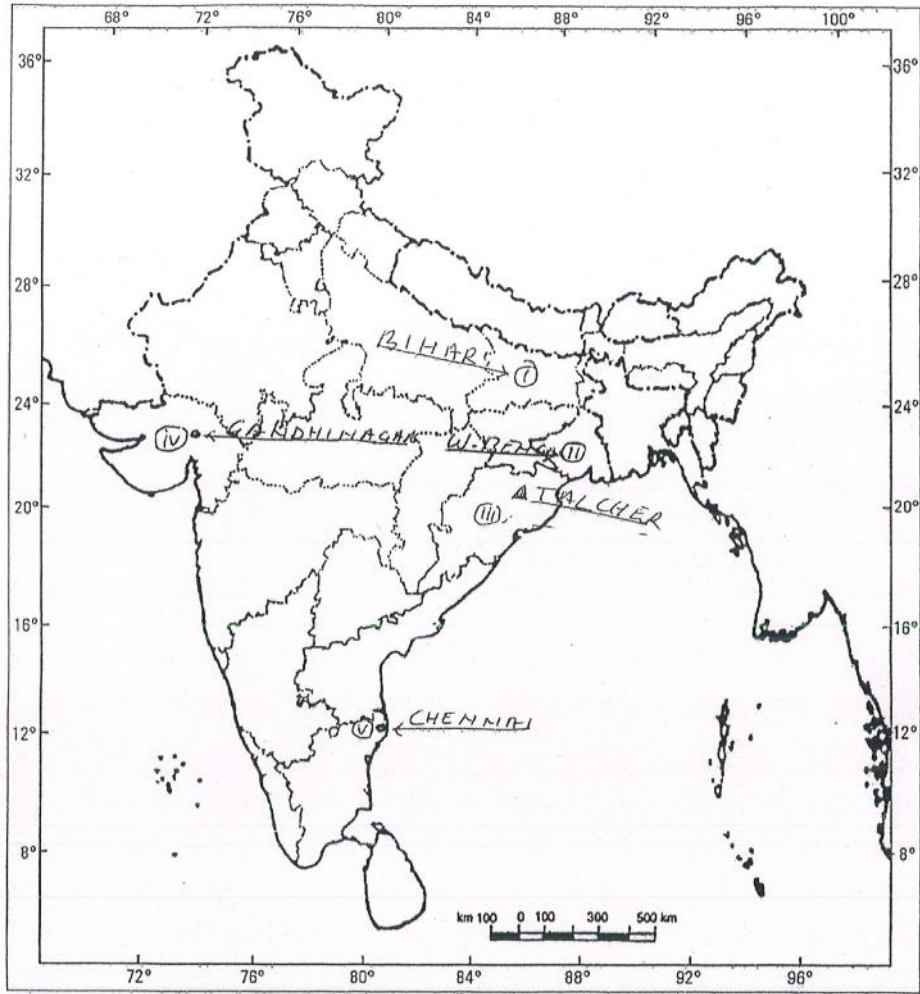 68° 72° 76° 80° 84° 88° 92° 96° 100°
36° 36°
32° 32°
28° 28°
BIHAR
(i)
24° 24°
(iv) GANDHINAGAR W.BENGAL (ii)
20° 20°
TALCHER
(iii)
16° 16°
CHENNAI
(v)
12° 12°
8° 8°
km 100 0 100 300 500 km
72° 76° 80° 84° 88° 92° 96°